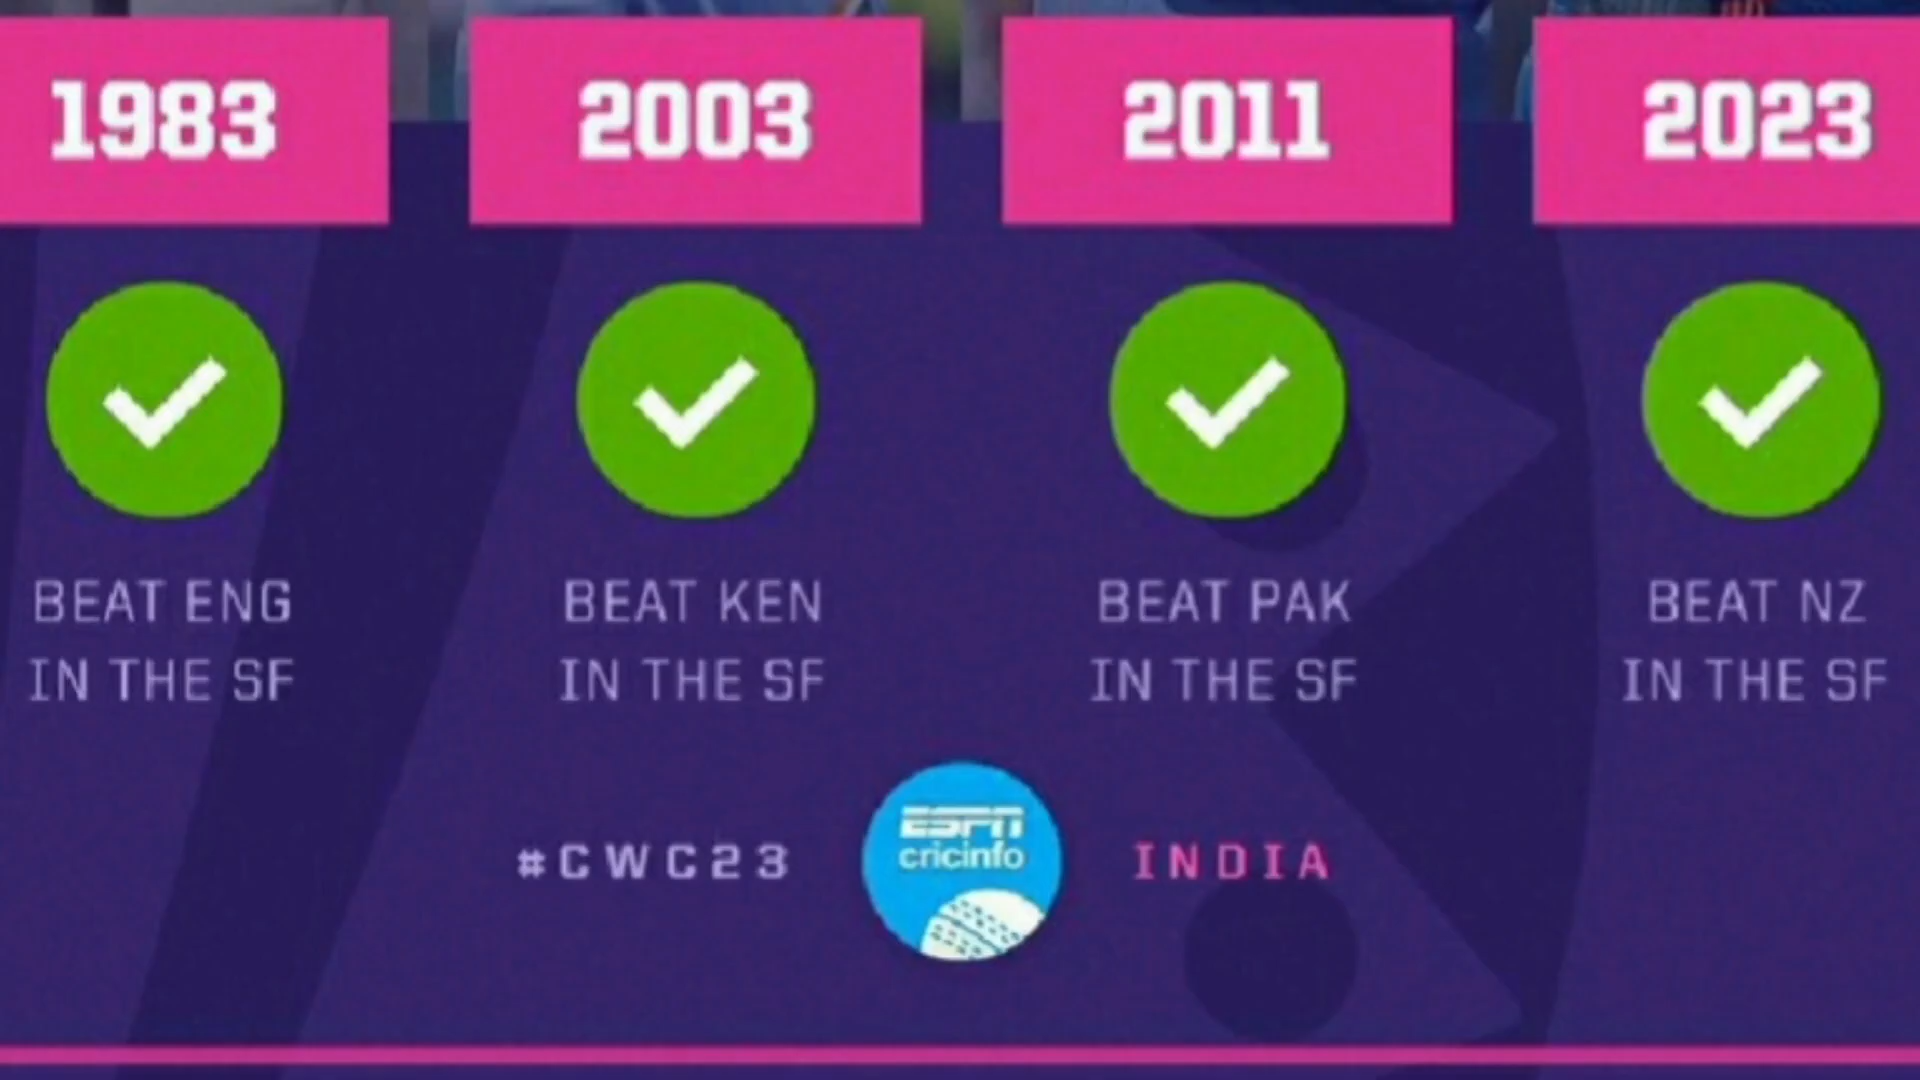 1983 2003 2011 2023
BEAT ENG BEAT KEN BEAT PAK BEAT NZ
IN THE SF IN THE SF IN THE SF IN THE SF
#CWC23 ESPN INDIA
cricinfo